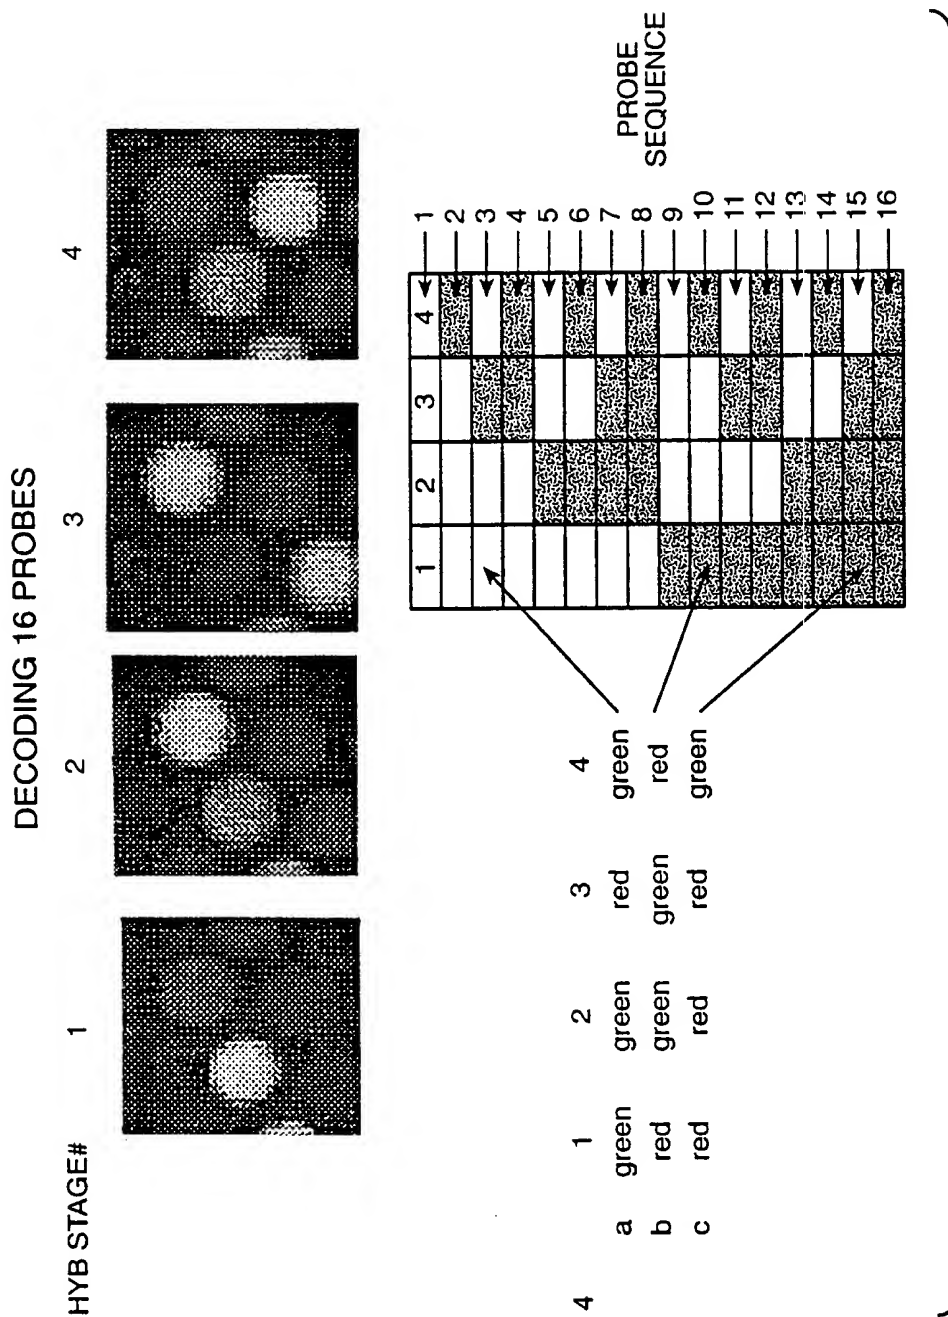 DECODING 16 PROBES
HYB STAGE# 1 2 3 4
4
1 2 3 4
a green green red green
b red green green red
c red red red green
1 2 3 4
1
2
3
4
5
6
7
8
9
10
11
12
13
14
15
16
PROBE
SEQUENCE